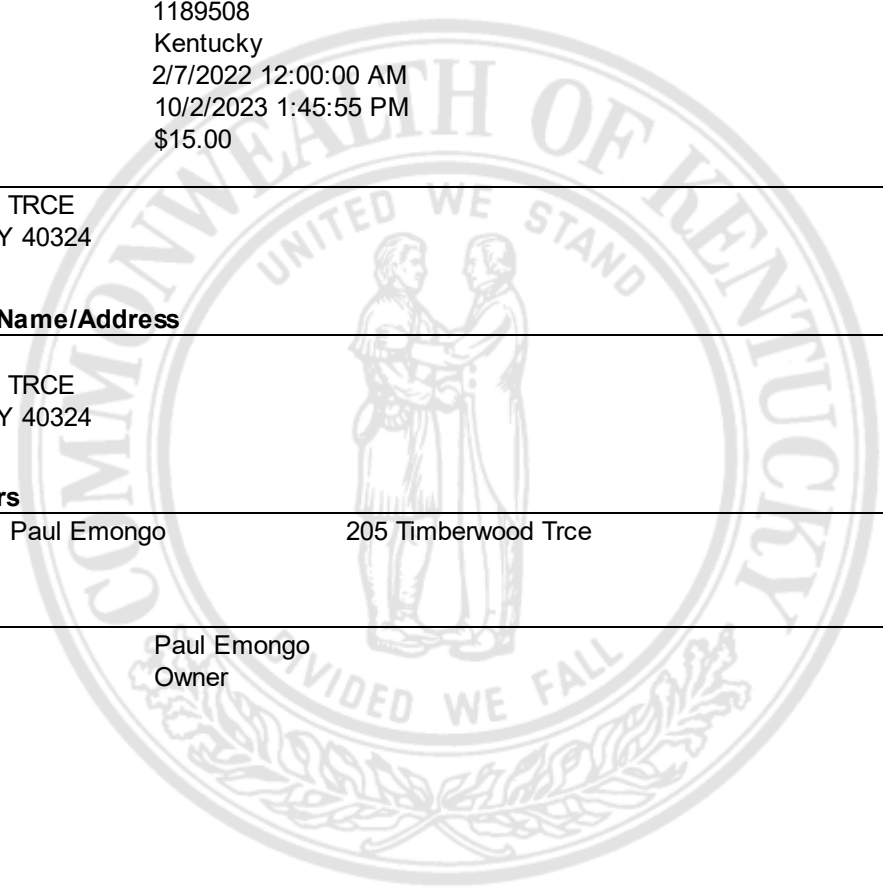 1189508
Kentucky
2/7/2022 12:00:00 AM
10/2/2023 1:45:55 PM
$15.00
TRCE
Y 40324
Name/Address
TRCE
Y 40324
rs
Paul Emongo 205 Timberwood Trce
Paul Emongo
Owner
COMMONWEALTH OF KENTUCKY
UNITED WE STAND
DIVIDED WE FALL